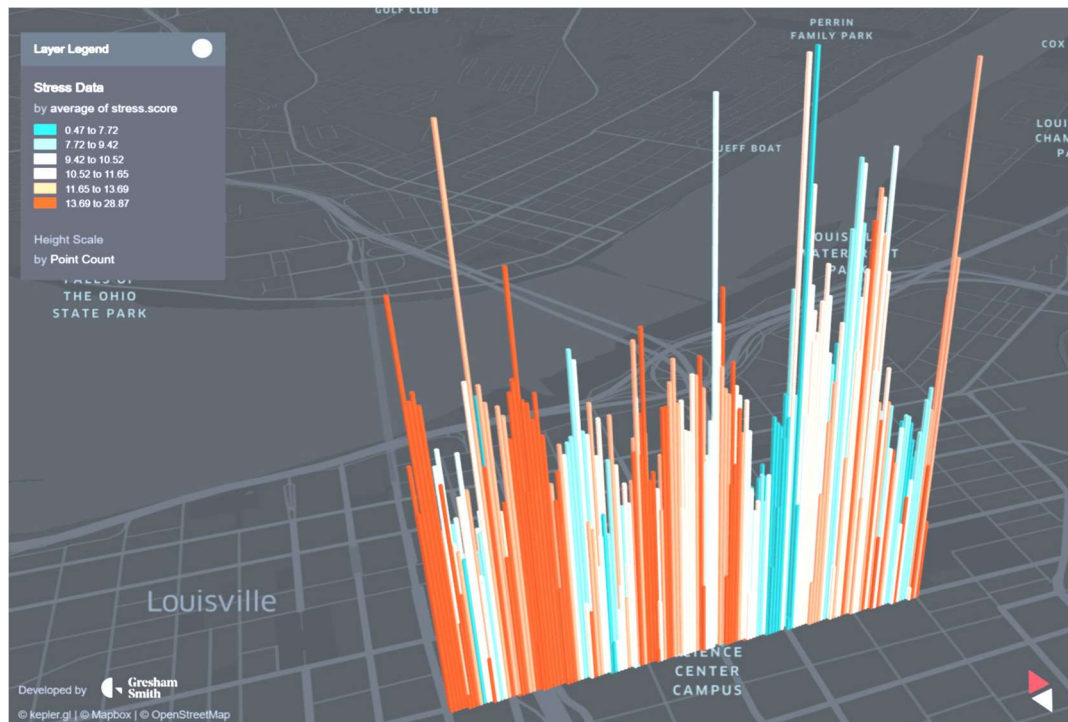 GOLF CLUB
PERRIN
FAMILY PARK
COX
Layer Legend
Stress Data
by average of stress.score
0.47 to 7.72
7.72 to 9.42
9.42 to 10.52
10.52 to 11.65
11.65 to 13.69
13.69 to 28.87
Height Scale
by Point Count
JEFF BOAT
THE OHIO
STATE PARK
Louisville
CENTER
CAMPUS
Developed by
Gresham
Smith
© kepler.gl | © Mapbox | © OpenStreetMap